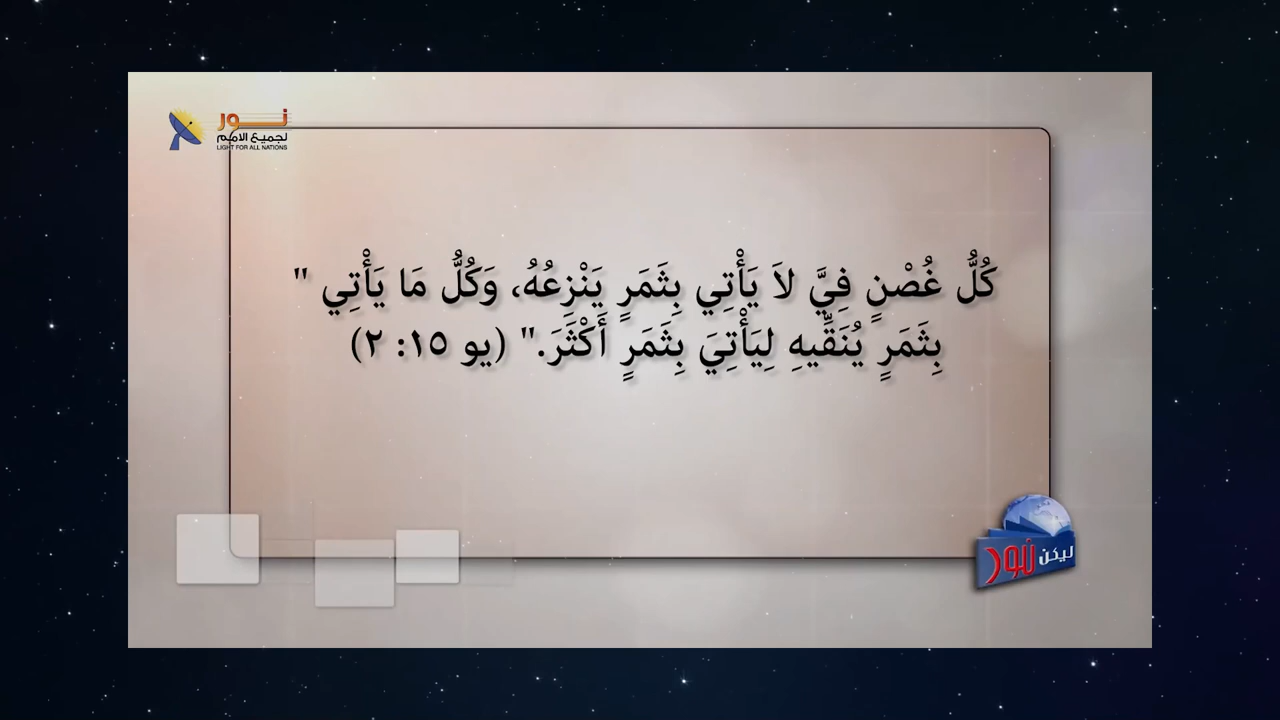 نور
لجميع الامم
LIGHT FOR ALL NATIONS
كُلُّ غُصْنٍ فِيَّ لاَ يَأْتِي بِثَمَرٍ يَنْزِعُهُ، وَكُلُّ مَا يَأْتِي "
بِثَمَرٍ يُنَقِّيهِ لِيَأْتِيَ بِثَمَرٍ أَكْثَرَ." (يو ١٥: ٢)
ليكن نور